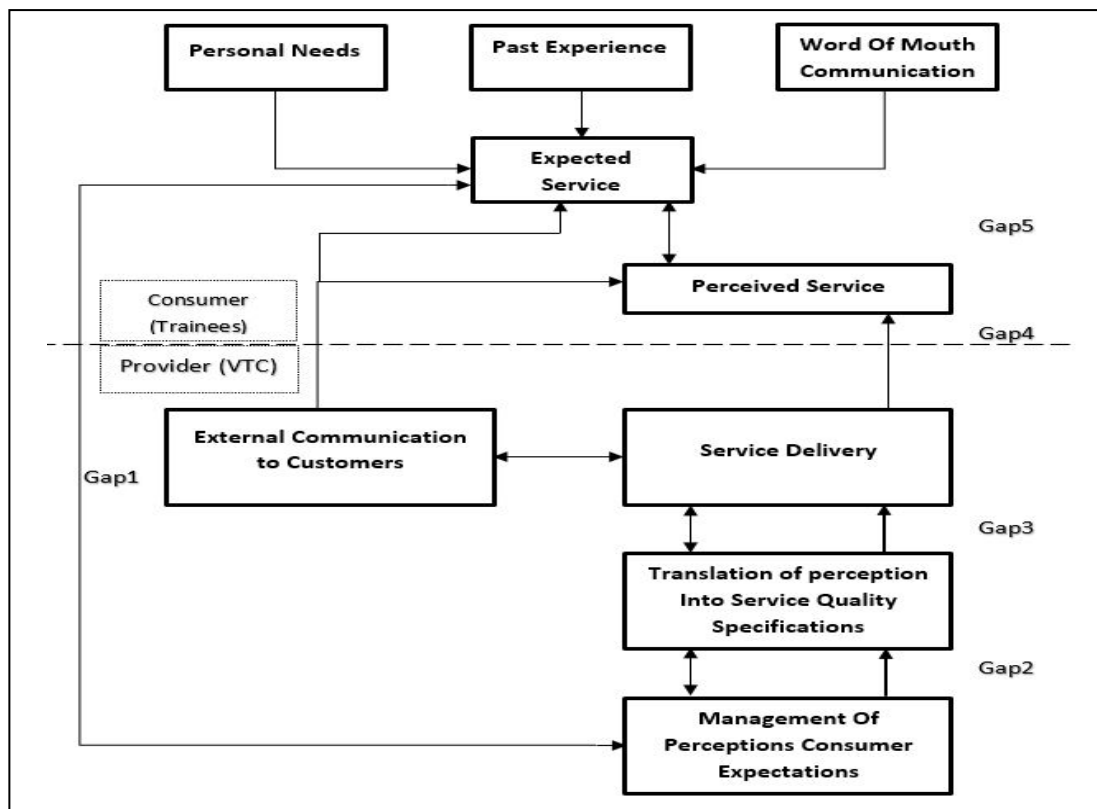 Personal Needs
Past Experience
Word Of Mouth
Communication
Expected
Service
Gap5
Perceived Service
Consumer
(Trainees)
Gap4
Provider (VTC)
External Communication
to Customers
Service Delivery
Gap1
Gap3
Translation of perception
Into Service Quality
Specifications
Gap2
Management Of
Perceptions Consumer
Expectations